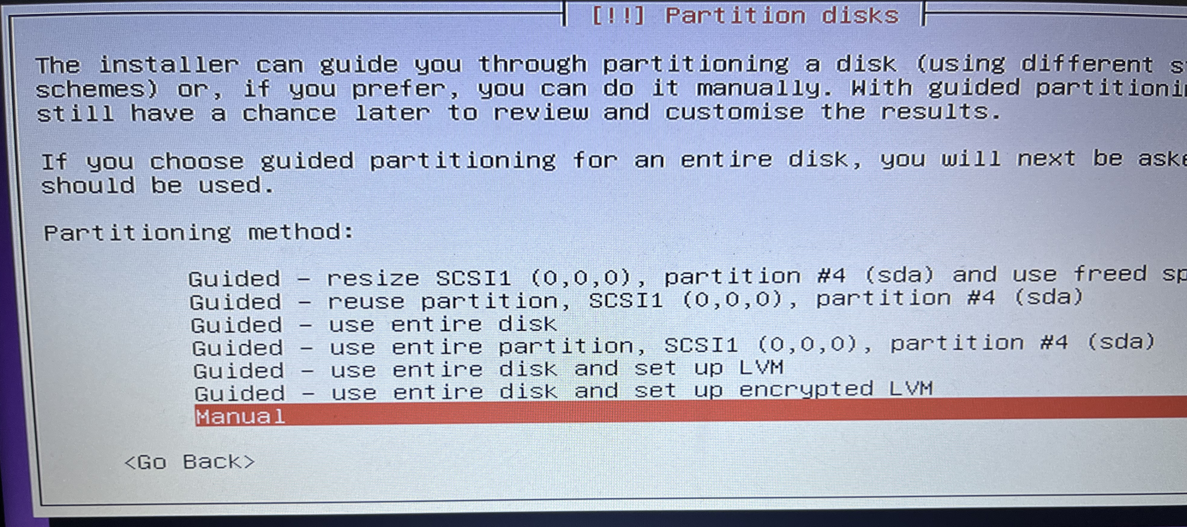 [!!] Partition disks
The installer can guide you through partitioning a disk (using different
schemes) or, if you prefer, you can do it manually. With guided
still have a chance later to review and customise the results.
If you choose guided partitioning for an entire disk, you will next be
should be used.
Partitioning method:
Guided - resize SCSI1 (0,0,0), partition #4 (sda) and use freed
Guided - reuse partition, SCSI1 (0,0,0), partition #4 (sda)
Guided - use entire disk
Guided - use entire partition, SCSI1 (0,0,0), partition #4 (sda)
Guided - use entire disk and set up LVM
Guided - use entire disk and set up encrypted LVM
Manual
<Go Back>